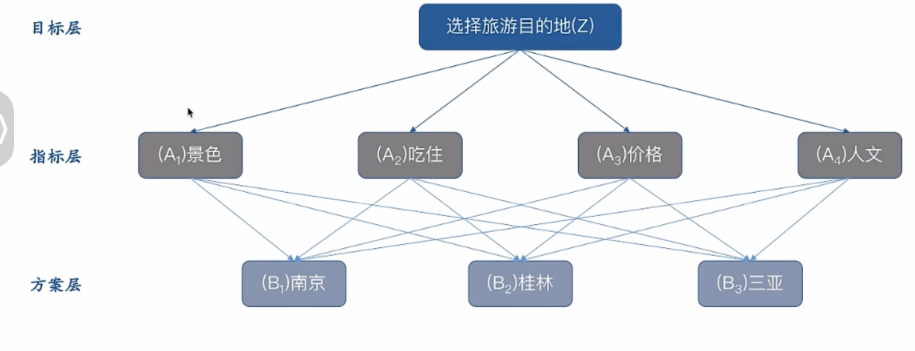 目标层
选择旅游目的地(Z)
指标层
(A₁)景色
(A₂)吃住
(A₃)价格
(A₄)人文
方案层
(B₁)南京
(B₂)桂林
(B₃)三亚